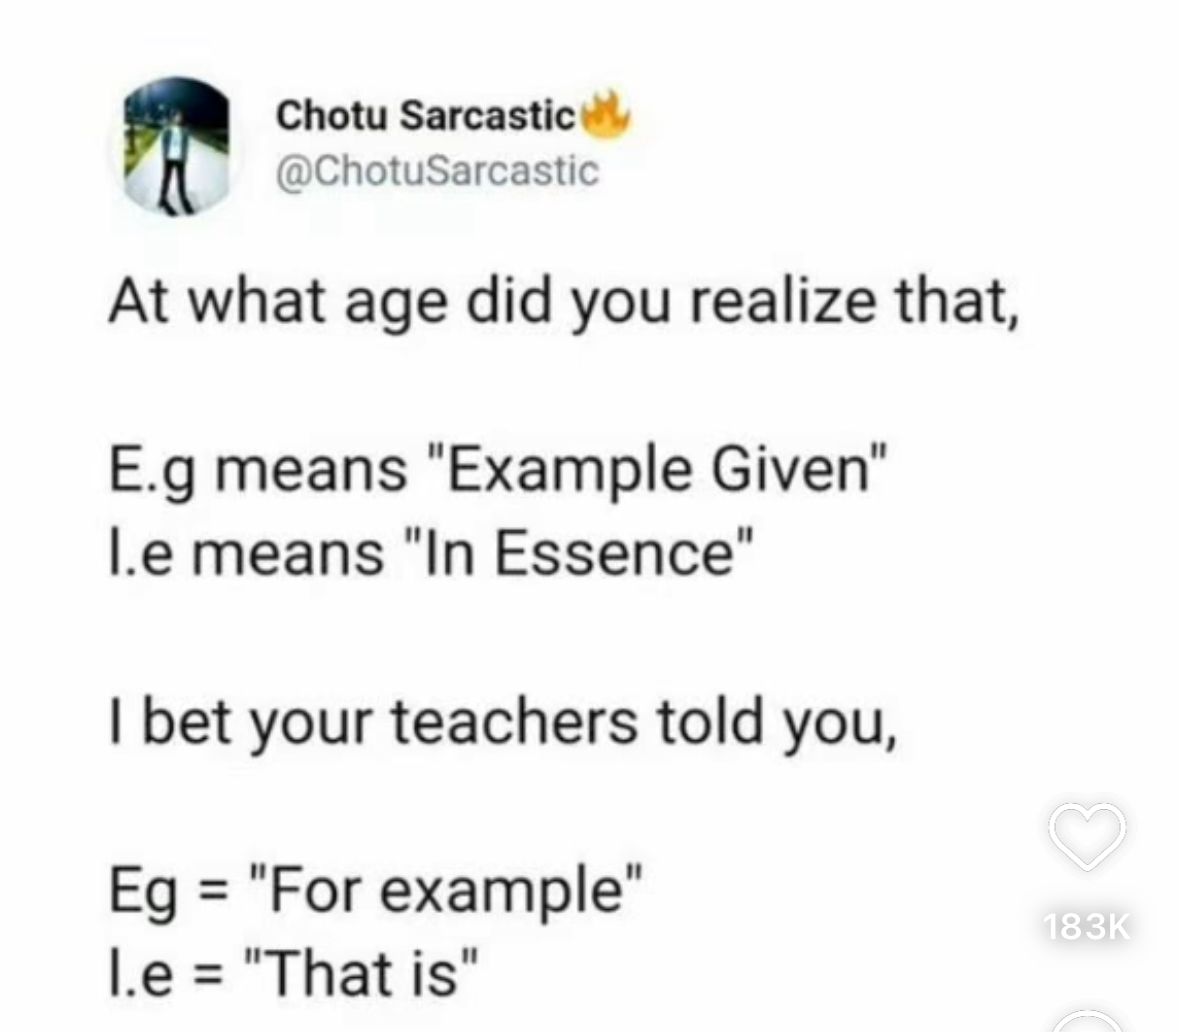 Chotu Sarcastic🔥
@ChotuSarcastic
At what age did you realize that,
E.g means "Example Given"
I.e means "In Essence"
I bet your teachers told you,
Eg = "For example"
I.e = "That is"
183K